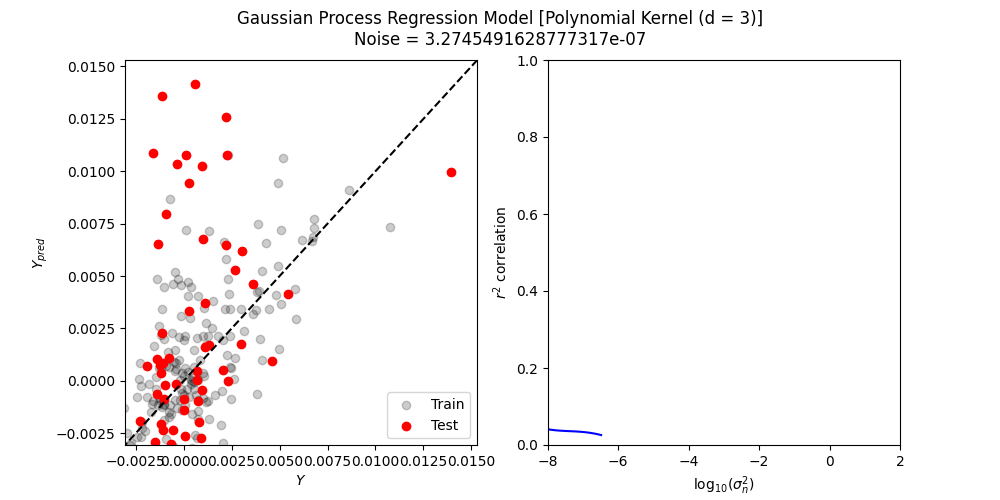 Gaussian Process Regression Model [Polynomial Kernel (d = 3)]
Noise = 3.2745491628777317e-07
0.0150
0.0125
0.0100
0.0075
0.0050
0.0025
0.0000
−0.0025
Y_pred
Train
Test
−0.0025 0.0000 0.0025 0.0050 0.0075 0.0100 0.0125 0.0150
Y
1.0
0.8
0.6
0.4
0.2
0.0
r² correlation
−8 −6 −4 −2 0 2
log₁₀(σₙ²)